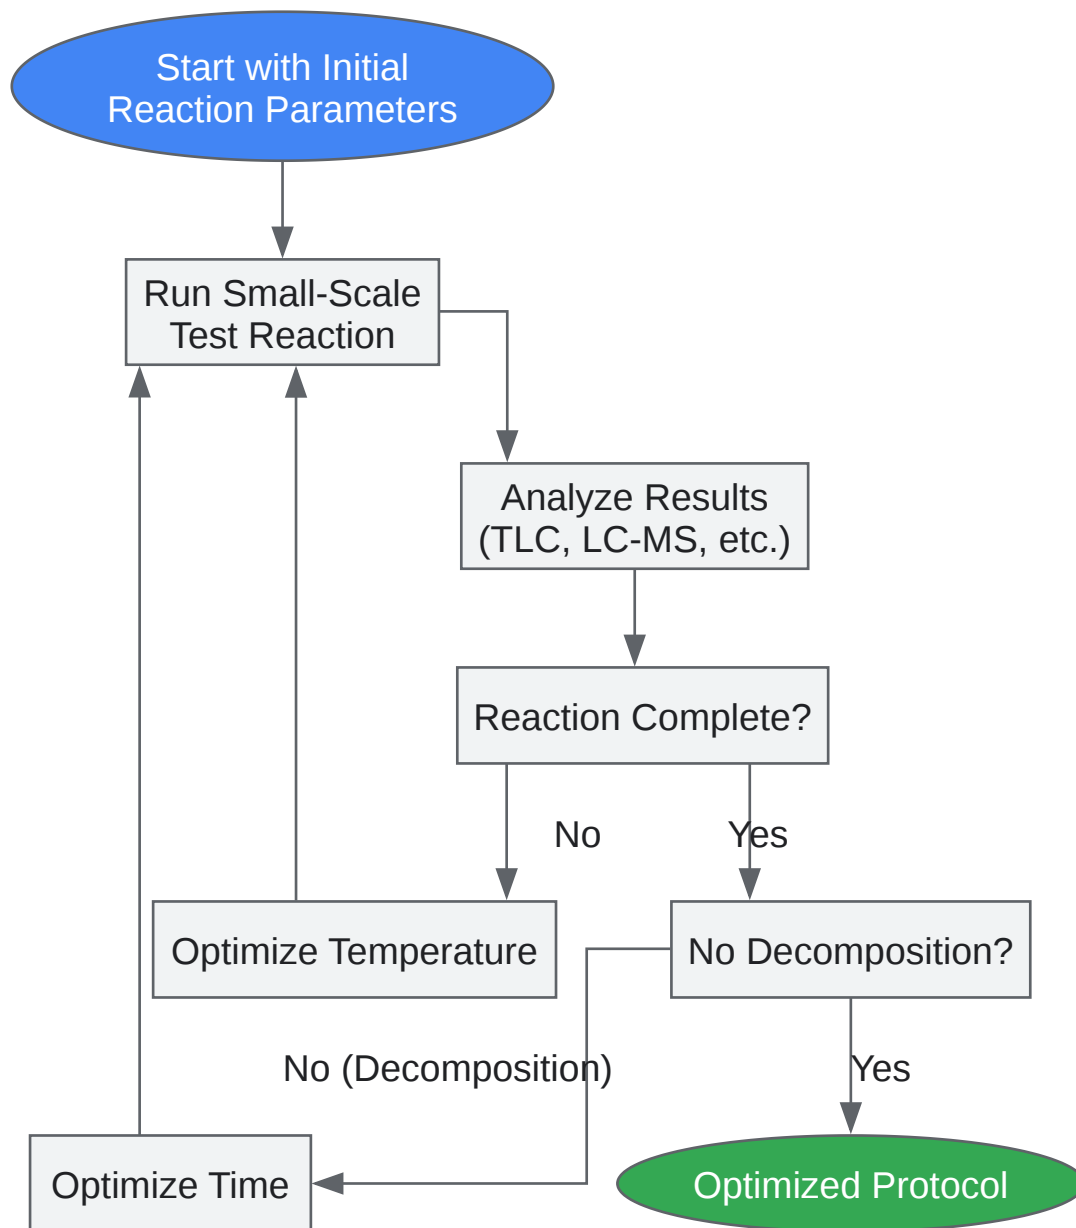 Start with Initial
Reaction Parameters
Run Small-Scale
Test Reaction
Analyze Results
(TLC, LC-MS, etc.)
Reaction Complete?
No
Yes
Optimize Temperature
No Decomposition?
No (Decomposition)
Yes
Optimize Time
Optimized Protocol